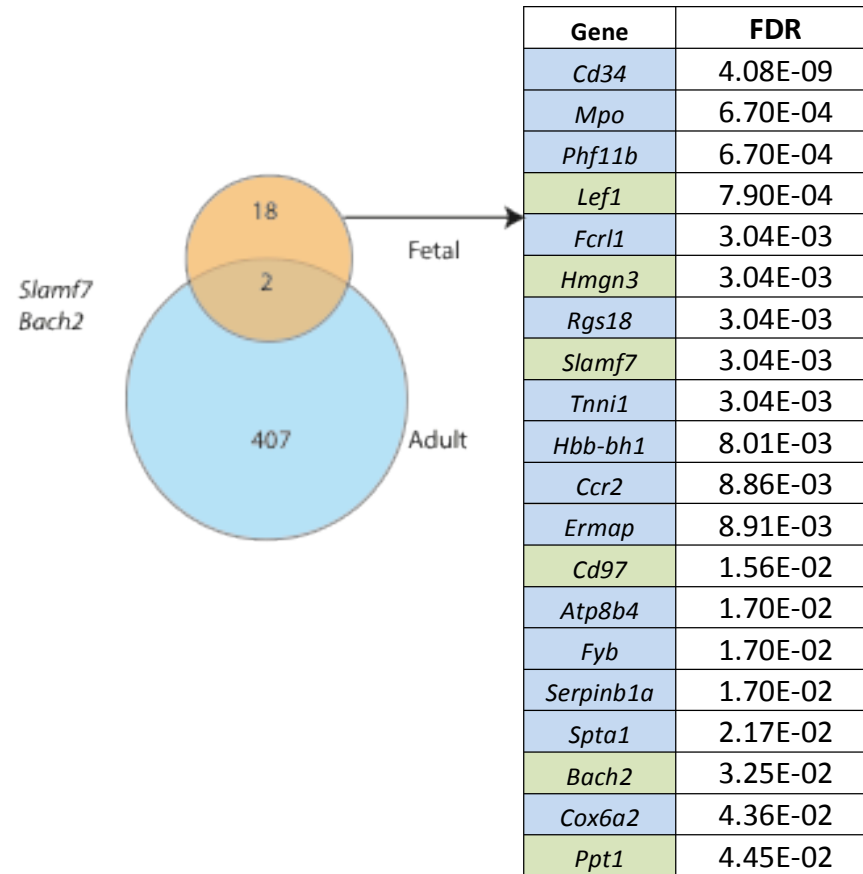 18
Fetal
2
Slamf7
Bach2
407
Adult
Gene FDR
Cd34 4.08E-09
Mpo 6.70E-04
Phf11b 6.70E-04
Lef1 7.90E-04
Fcrl1 3.04E-03
Hmgn3 3.04E-03
Rgs18 3.04E-03
Slamf7 3.04E-03
Tnni1 3.04E-03
Hbb-bh1 8.01E-03
Ccr2 8.86E-03
Ermap 8.91E-03
Cd97 1.56E-02
Atp8b4 1.70E-02
Fyb 1.70E-02
Serpinb1a 1.70E-02
Spta1 2.17E-02
Bach2 3.25E-02
Cox6a2 4.36E-02
Ppt1 4.45E-02